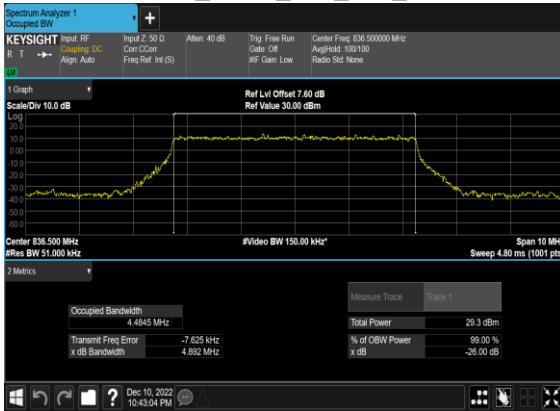 Spectrum Analyzer 1
Occupied BW
+
KEYSIGHT Input: RF Input Z: 50 Ω Atten: 40 dB Trig: Free Run Center Freq: 836.500000 MHz
R T Coupling: DC Corr CCorr Gate: Off Avg|Hold: 100/100
Align: Auto Freq Ref: Int (S) #IF Gain: Low Radio Std: None
1 Graph
Ref Lvl Offset 7.60 dB
Scale/Div 10.0 dB Ref Value 30.00 dBm
Log
20.0
10.0
0.00
-10.0
-20.0
-30.0
-40.0
-50.0
-60.0
Center 836.500 MHz #Video BW 150.00 kHz* Span 10 MH
#Res BW 51.000 kHz Sweep 4.80 ms (1001 pts
2 Metrics
Measure Trace Trace 1
Occupied Bandwidth
4.4845 MHz Total Power 29.3 dBm
Transmit Freq Error -7.625 kHz % of OBW Power 99.00 %
x dB Bandwidth 4.892 MHz x dB -26.00 dB
? Dec 10, 2022
10:43:04 PM